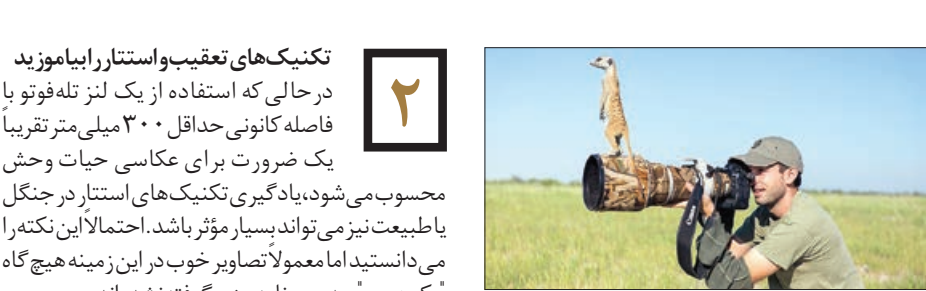 تکنیک‌های تعقیب و استتار را بیاموزید
۲
در حالی که استفاده از یک لنز تله‌فوتو با
فاصله کانونی حداقل ۳۰۰ میلی‌متر تقریباً
یک ضرورت برای عکاسی حیات وحش
محسوب می‌شود، یادگیری تکنیک‌های استتار در جنگل
یا طبیعت نیز می‌تواند بسیار مؤثر باشد. احتمالاً این نکته را
می‌دانستید اما معمولاً تصاویر خوب در این زمینه هیچ گاه
Canon